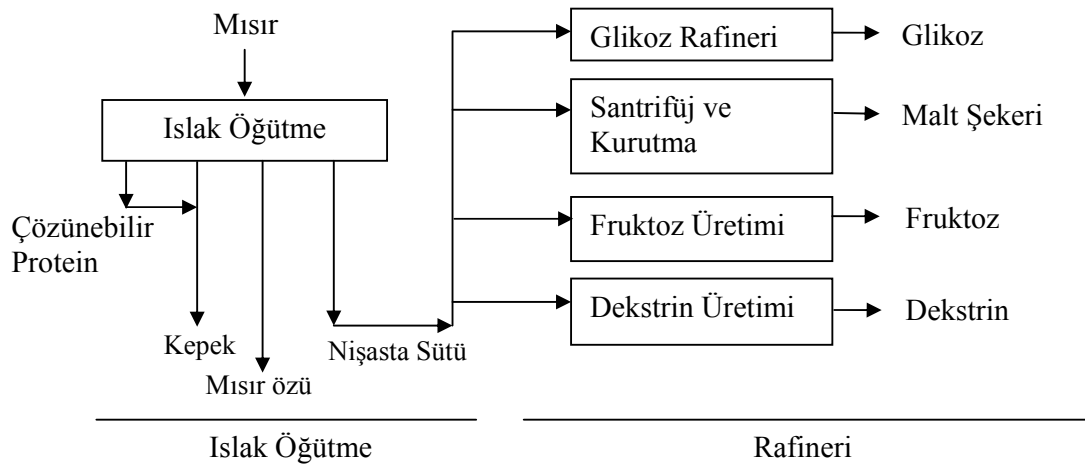 Mısır
Islak Öğütme
Çözünebilir
Protein
Kepek
Mısır özü
Nişasta Sütü
Glikoz Rafineri
Glikoz
Santrifüj ve
Kurutma
Malt Şekeri
Fruktoz Üretimi
Fruktoz
Dekstrin Üretimi
Dekstrin
Islak Öğütme
Rafineri